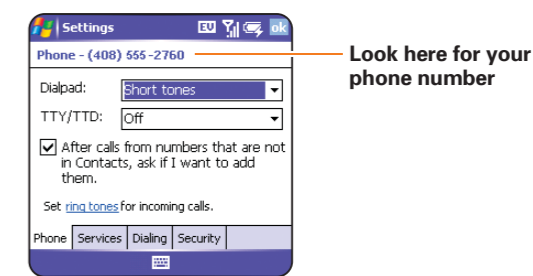 Settings EV ok
Phone - (408) 555-2760
Look here for your
phone number
Dialpad: Short tones
TTY/TTD: Off
After calls from numbers that are not
in Contacts, ask if I want to add
them.
Set ring tones for incoming calls.
Phone Services Dialing Security